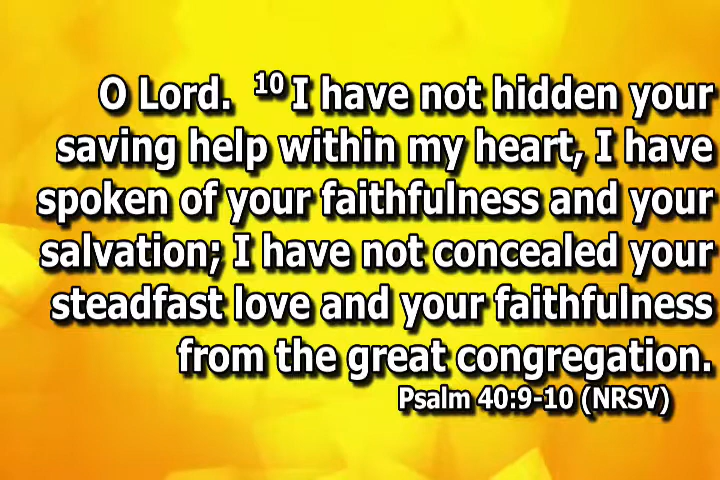 O Lord. 10 I have not hidden your
saving help within my heart, I have
spoken of your faithfulness and your
salvation; I have not concealed your
steadfast love and your faithfulness
from the great congregation.
Psalm 40:9-10 (NRSV)